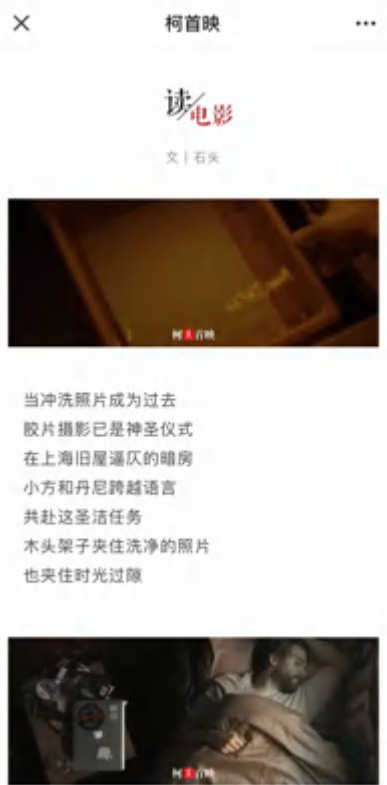 柯首映
读/电影
文｜石头
柯首映
当冲洗照片成为过去
胶片摄影已是神圣仪式
在上海旧屋逼仄的暗房
小方和丹尼跨越语言
共赴这圣洁任务
木头架子夹住洗净的照片
也夹住时光过隙